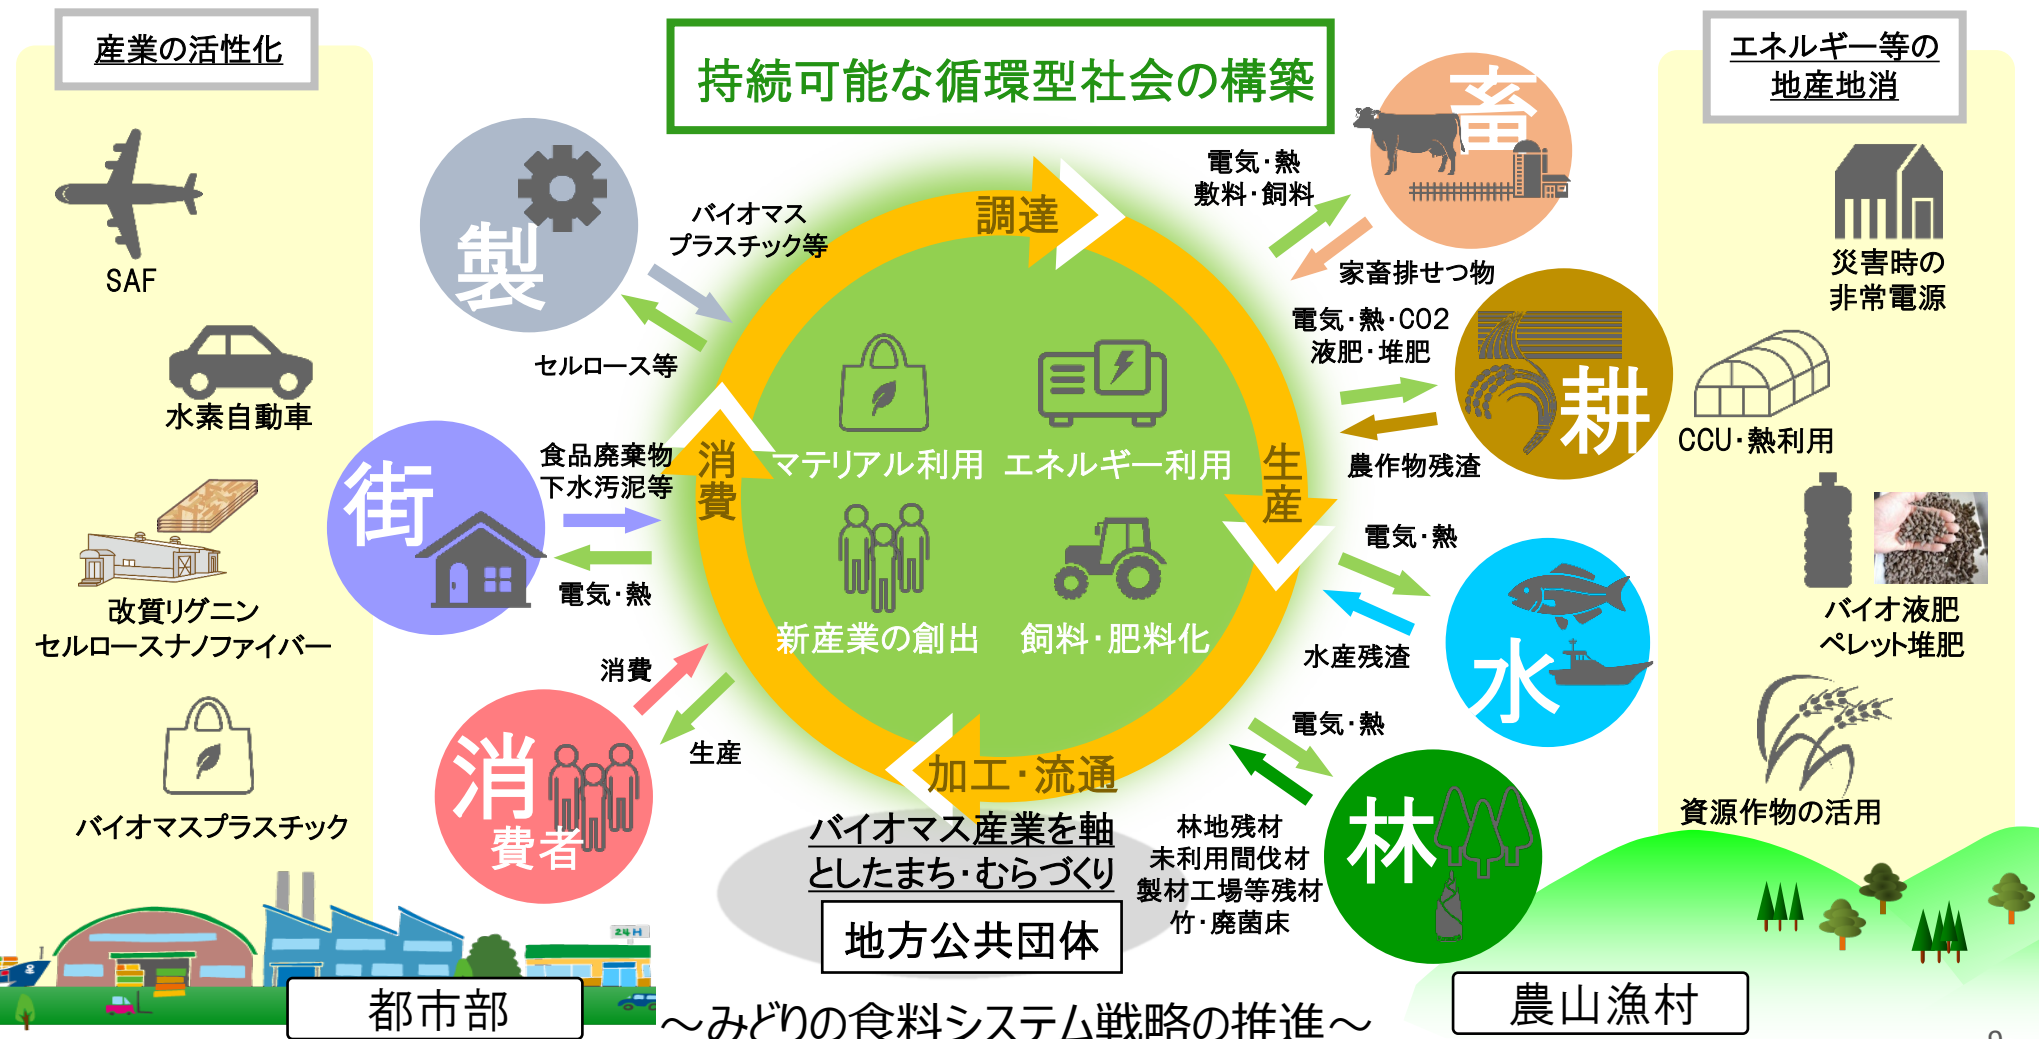 産業の活性化
SAF
水素自動車
改質リグニン
セルロースナノファイバー
バイオマスプラスチック
持続可能な循環型社会の構築
製
バイオマス
プラスチック等
セルロース等
街
食品廃棄物
下水汚泥等
電気・熱
消費
生産
消
費者
調達
生
産
加工・流通
消
費
マテリアル利用
エネルギー利用
新産業の創出
飼料・肥料化
畜
電気・熱
敷料・飼料
家畜排せつ物
耕
電気・熱・CO2
液肥・堆肥
農作物残渣
水
電気・熱
水産残渣
林
電気・熱
林地残材
未利用間伐材
製材工場等残材
竹・廃菌床
エネルギー等の
地産地消
災害時の
非常電源
CCU・熱利用
バイオ液肥
ペレット堆肥
資源作物の活用
バイオマス産業を軸
としたまち・むらづくり
地方公共団体
24H
都市部
農山漁村
～みどりの食料システム戦略の推進～